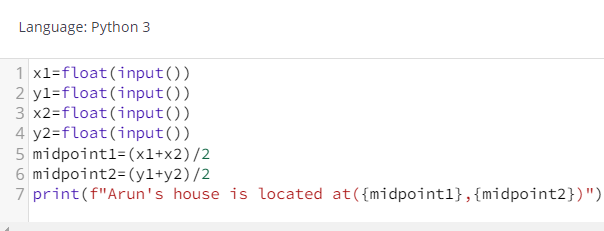 Language: Python 3
1 x1=float(input())
2 y1=float(input())
3 x2=float(input())
4 y2=float(input())
5 midpoint1=(x1+x2)/2
6 midpoint2=(y1+y2)/2
7 print(f"Arun's house is located at({midpoint1},{midpoint2})")